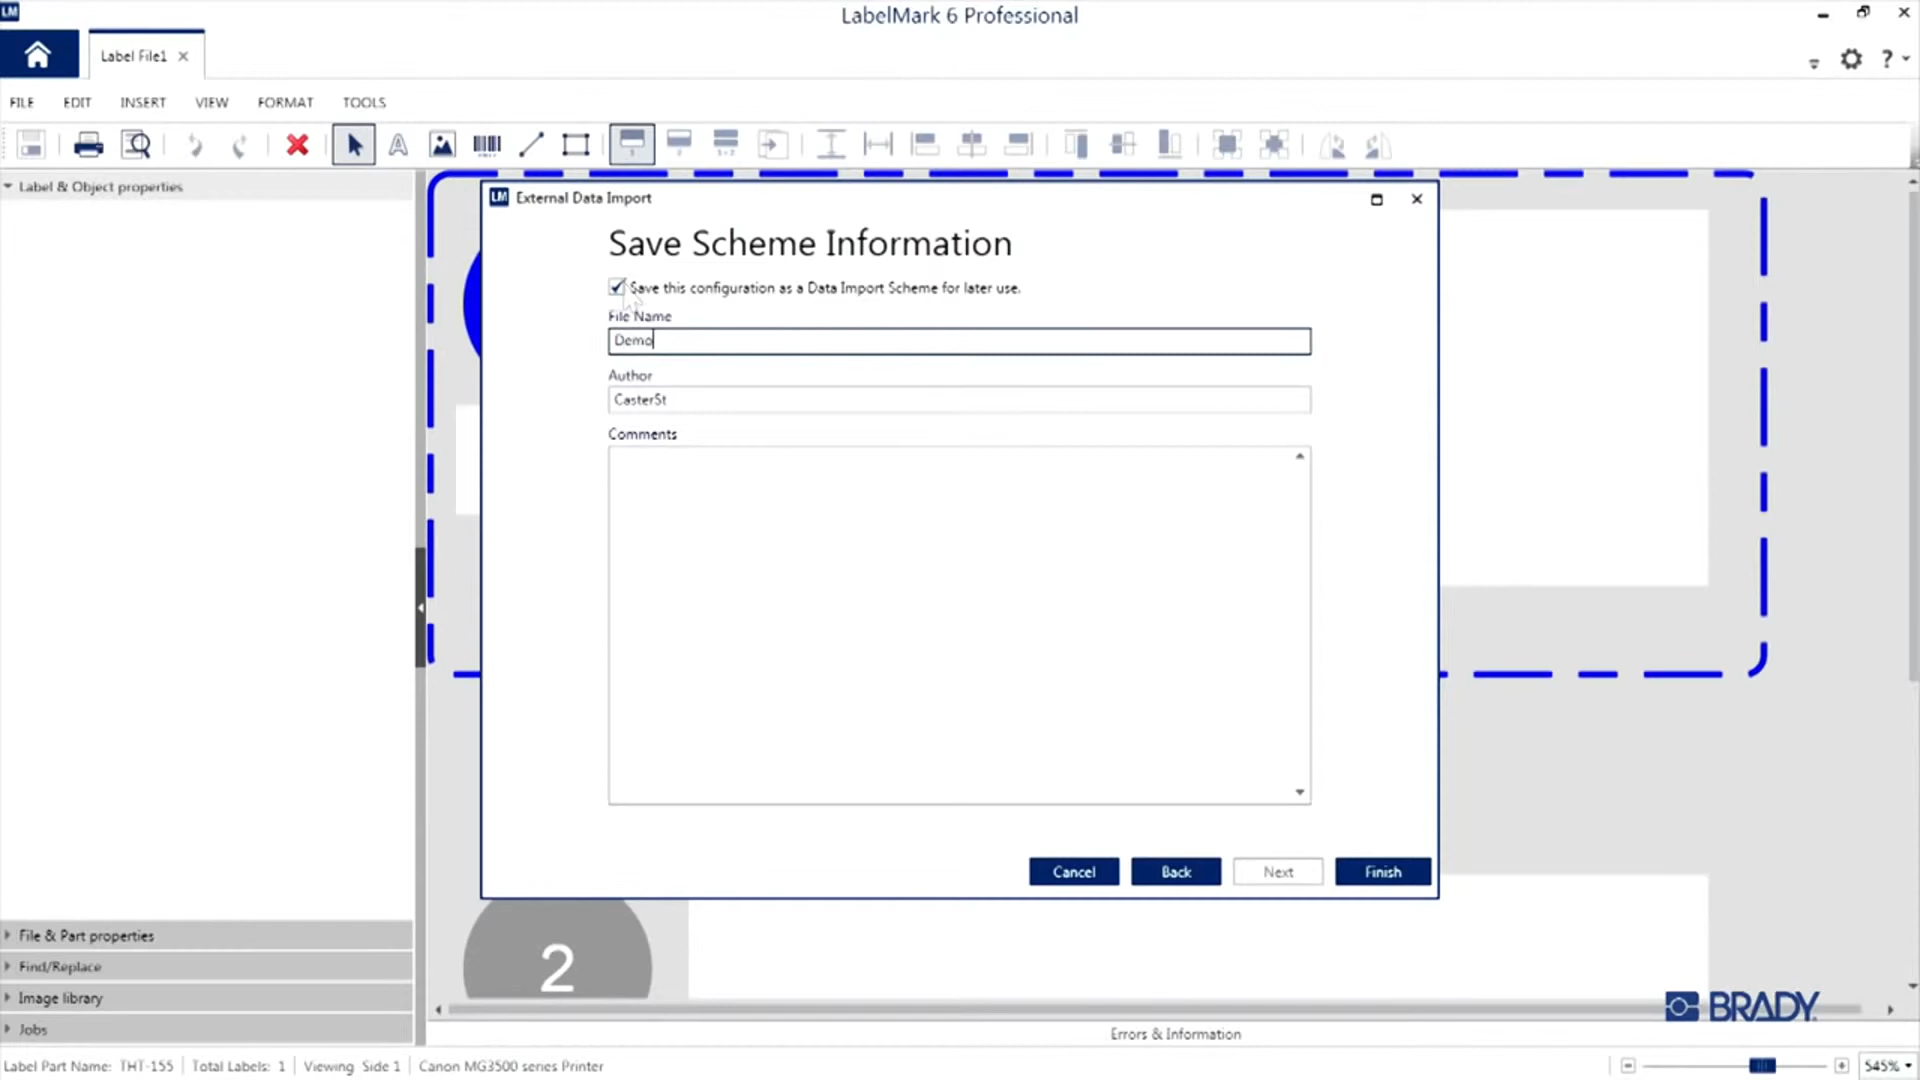 LM
LabelMark 6 Professional
Label File1
?
FILE EDIT INSERT VIEW FORMAT TOOLS
Label & Object properties
LM External Data Import
Save Scheme Information
Save this configuration as a Data Import Scheme for later use.
File Name
Demo
Author
CasterSt
Comments
Cancel Back Next Finish
File & Part properties
Find/Replace
Image library
Jobs
2
BRADY
Errors & Information
Label Part Name: THT-155 Total Labels: 1 Viewing Side 1 Canon MG3500 series Printer 545%